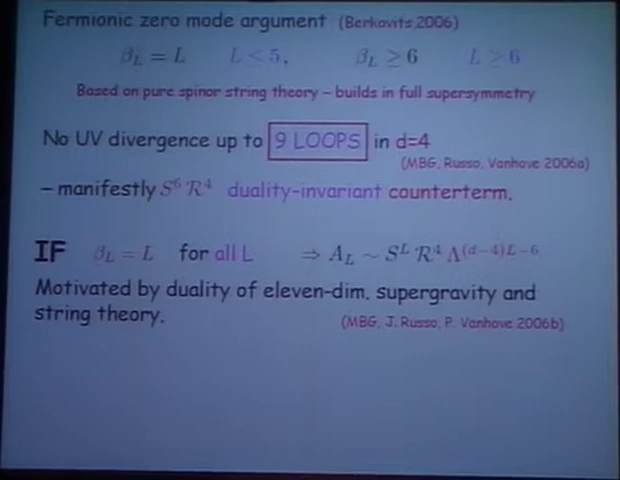 Fermionic zero mode argument (Berkovits, 2006)
β_L = L L < 5, β_L ≥ 6 L ≥ 6
Based on pure spinor string theory – builds in full supersymmetry
No UV divergence up to 9 LOOPS in d=4
(MBG, Russo, Vanhove 2006a)
– manifestly S⁶ R⁴ duality-invariant counterterm.
IF β_L = L for all L ⇒ A_L ~ S^L R⁴ Λ^(d–4)L–6
Motivated by duality of eleven-dim. supergravity and
string theory.
(MBG, J. Russo, P. Vanhove 2006b)